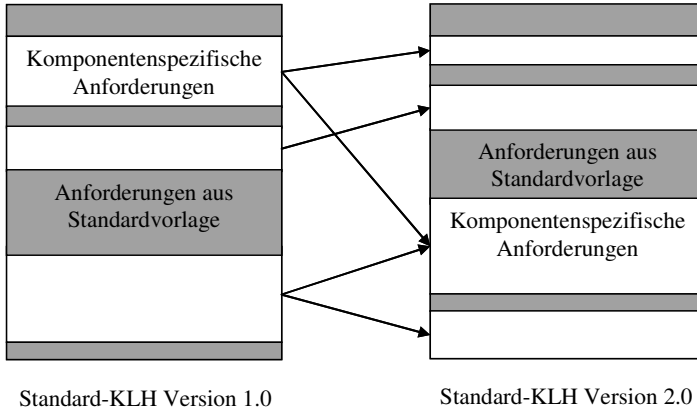 Komponentenspezifische
Anforderungen
Anforderungen aus
Standardvorlage
Standard-KLH Version 1.0
Anforderungen aus
Standardvorlage
Komponentenspezifische
Anforderungen
Standard-KLH Version 2.0